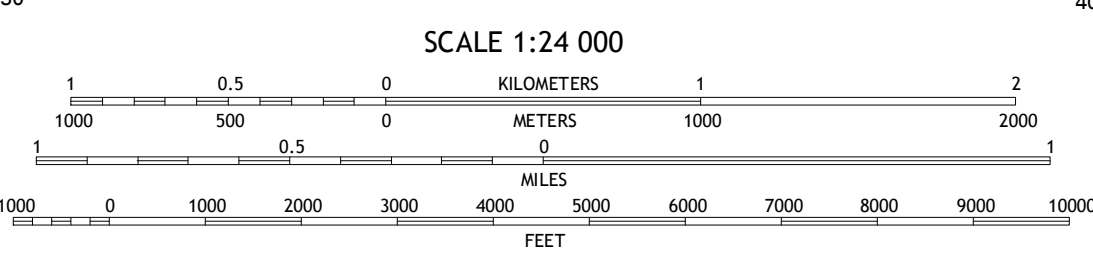 SCALE 1:24 000
1 0.5 0 KILOMETERS 1 2
1000 500 0 METERS 1000 2000
1 0.5 0 1
MILES
1000 0 1000 2000 3000 4000 5000 6000 7000 8000 9000 10000
FEET